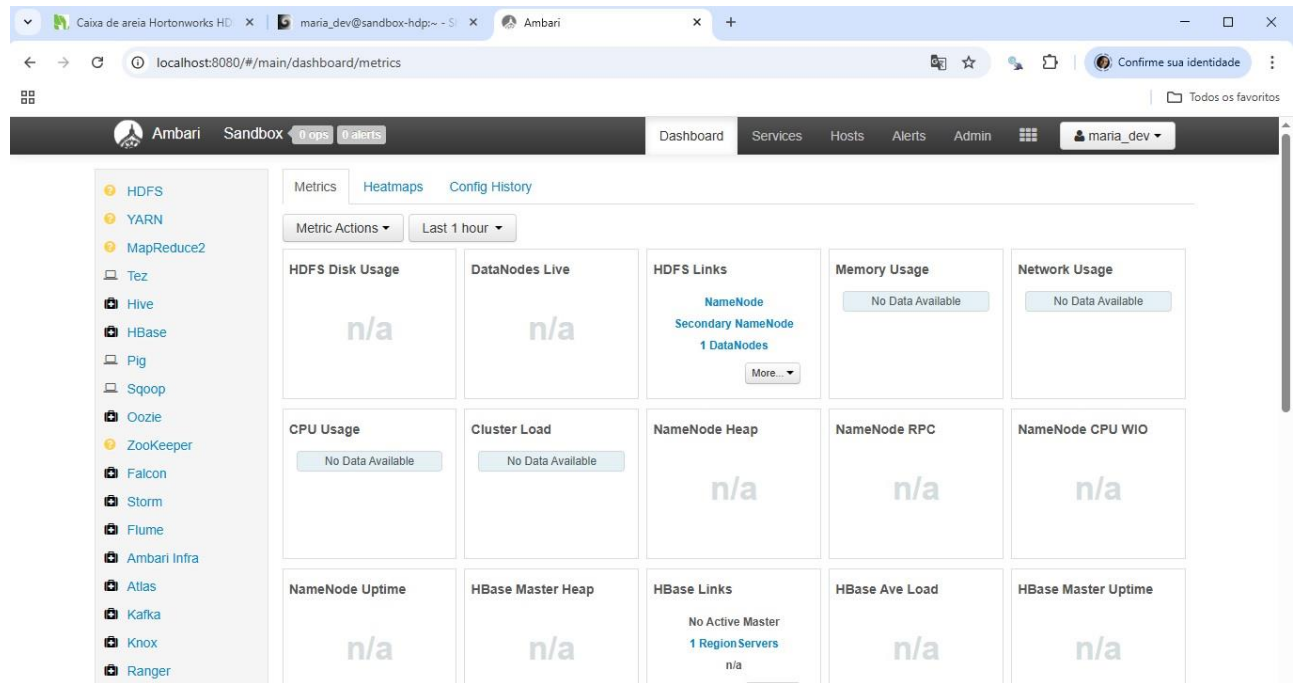 Caixa de areia Hortonworks HD
maria_dev@sandbox-hdp:~ - S
Ambari
localhost:8080/#/main/dashboard/metrics
Confirme sua identidade
Todos os favoritos
Ambari Sandbox 0 ops 0 alerts Dashboard Services Hosts Alerts Admin maria_dev
HDFS
YARN
MapReduce2
Tez
Hive
HBase
Pig
Sqoop
Oozie
ZooKeeper
Falcon
Storm
Flume
Ambari Infra
Atlas
Kafka
Knox
Ranger
Metrics Heatmaps Config History
Metric Actions Last 1 hour
HDFS Disk Usage
n/a
DataNodes Live
n/a
HDFS Links
NameNode
Secondary NameNode
1 DataNodes
More...
Memory Usage
No Data Available
Network Usage
No Data Available
CPU Usage
No Data Available
Cluster Load
No Data Available
NameNode Heap
n/a
NameNode RPC
n/a
NameNode CPU WIO
n/a
NameNode Uptime
n/a
HBase Master Heap
n/a
HBase Links
No Active Master
1 RegionServers
n/a
HBase Ave Load
n/a
HBase Master Uptime
n/a